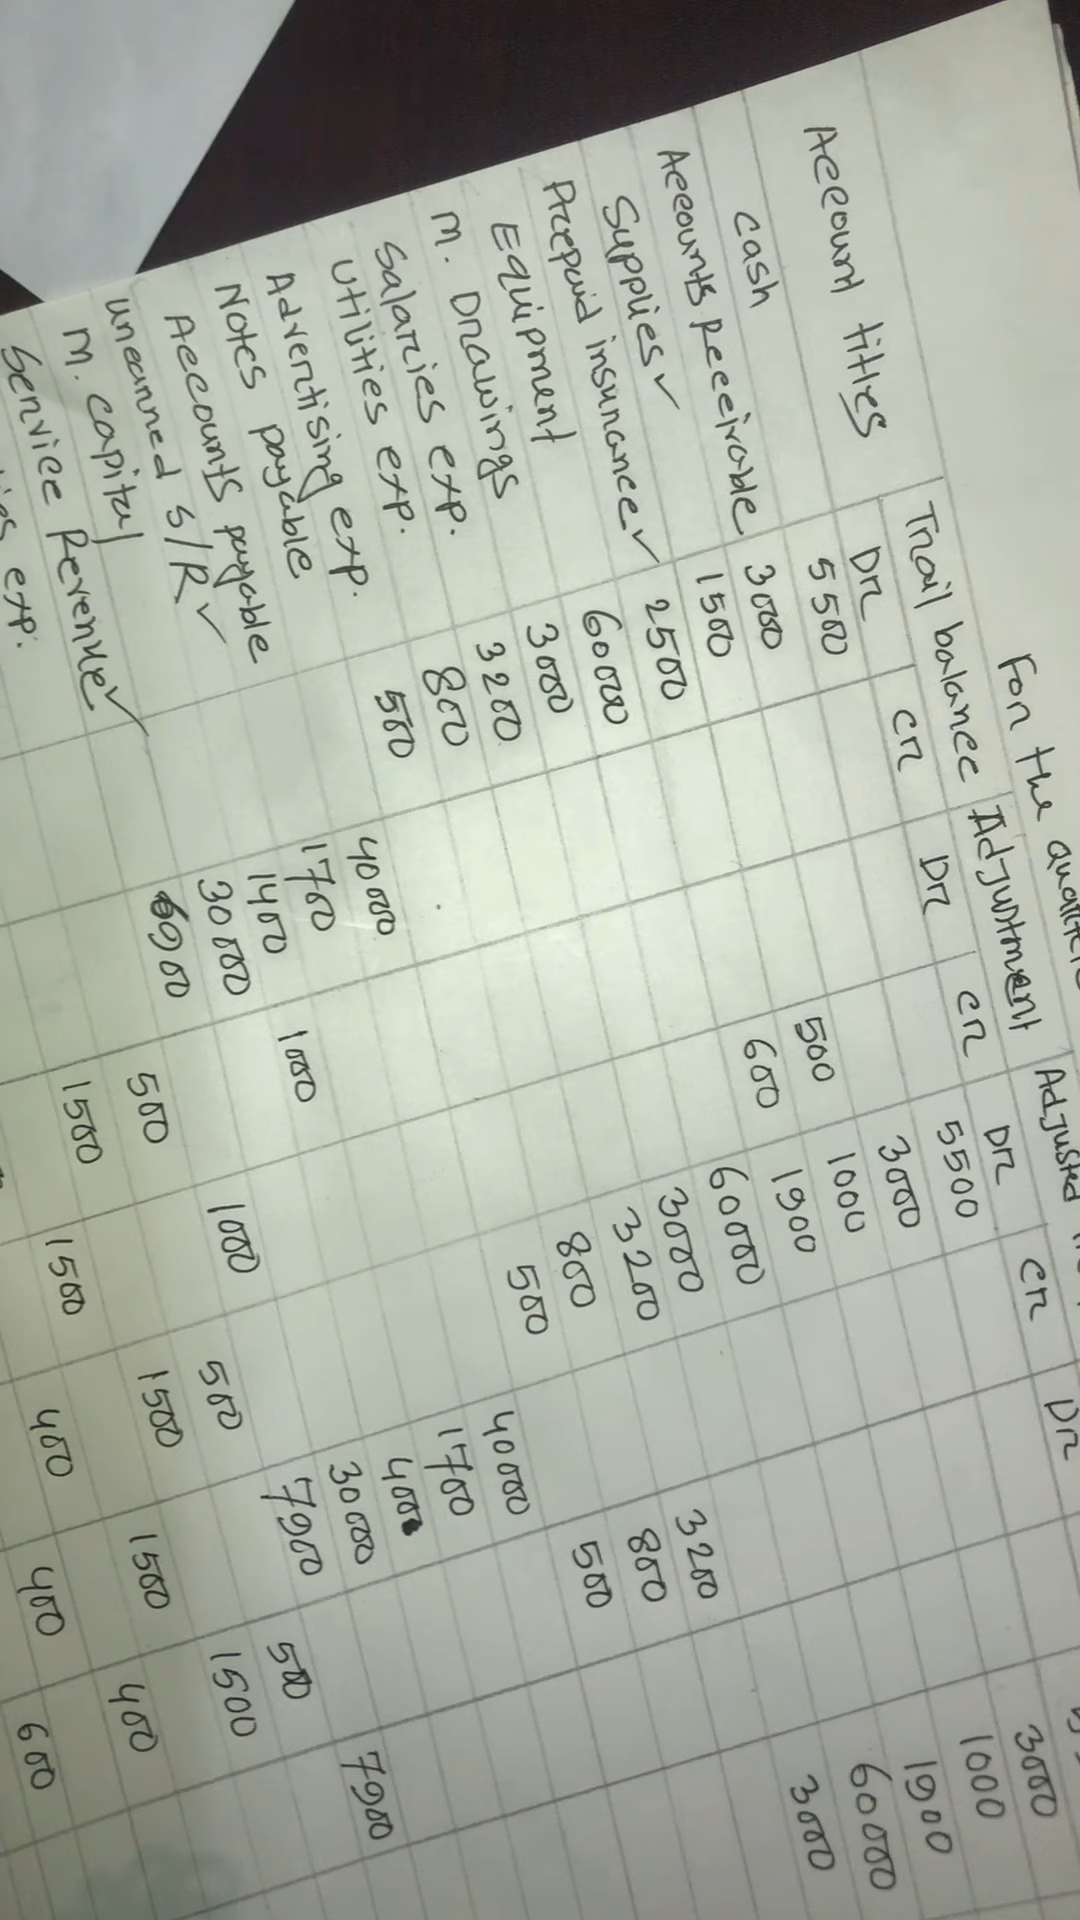 For the
Trail balance Adjustment Adjusted
Account titles Dr Cr Dr Cr Dr Cr Dr
Cash 5500 5500
Accounts Receivable 3000 3000 3000
Supplies✓ 1500 500 1000 1000
Prepaid insurance✓ 2500 600 1900 1900
Equipment 60000 60000 60000
M. Drawings 3000 3000 3000
Salaries exp. 3200 3200 3200
Utilities exp. 800 800 800
Advertising exp. 500 500 500
Notes payable 40000 40000
Accounts payable 1700 1700
unearned S/R✓ 1400 1000 400
M. capital 30000 30000
Service Revenue✓ 6900 1000 7900 7900
exp. 500 500 500
1500 1500 1500
1500 1500
400 400 400
400
600